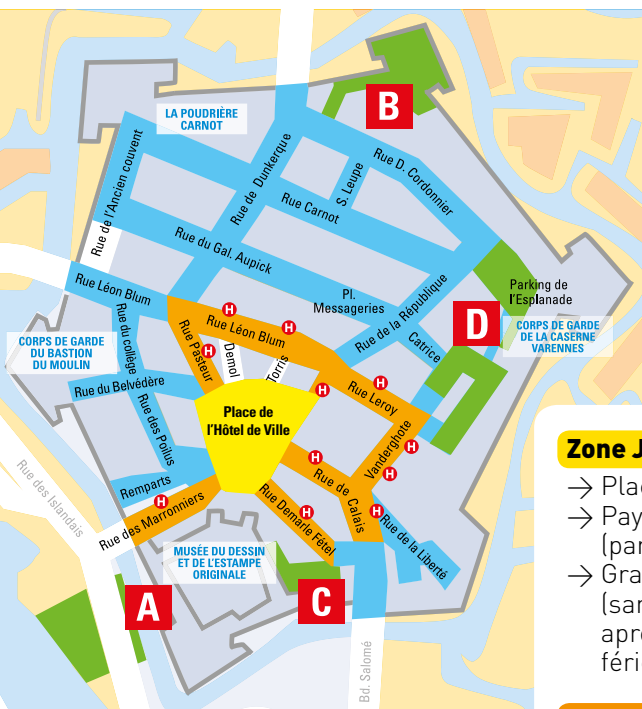 LA POUDRIÈRE
CARNOT
B
Rue de l'Ancien couvent
Rue de Dunkerque
S. Leupe
Rue D. Cordonnier
Rue Carnot
Rue du Gal. Aupick
Rue Léon Blum
Pl.
Messageries
Rue de la République
Parking de
l'Esplanade
D
CORPS DE GARDE
DE LA CASERNE
VARENNES
Catrice
CORPS DE GARDE
DU BASTION
DU MOULIN
Rue du collège
Rue Pasteur
H
Demol
H
Rue Léon Blum
H
Torris
H
Rue Leroy
H
Rue du Belvédère
Rue des Poilus
Place de
l'Hôtel de Ville
Vanderghote
H
H
Rue de Calais
H
Remparts
Rue des Marronniers
H
Rue Demarle Fétel
H
Rue de la Liberté
Rue des Islandais
MUSÉE DU DESSIN
ET DE L'ESTAMPE
ORIGINALE
A
C
Bd. Salomé
Zone J
→ Plac
→ Pay
(par
→ Gra
(sar
apr
féri